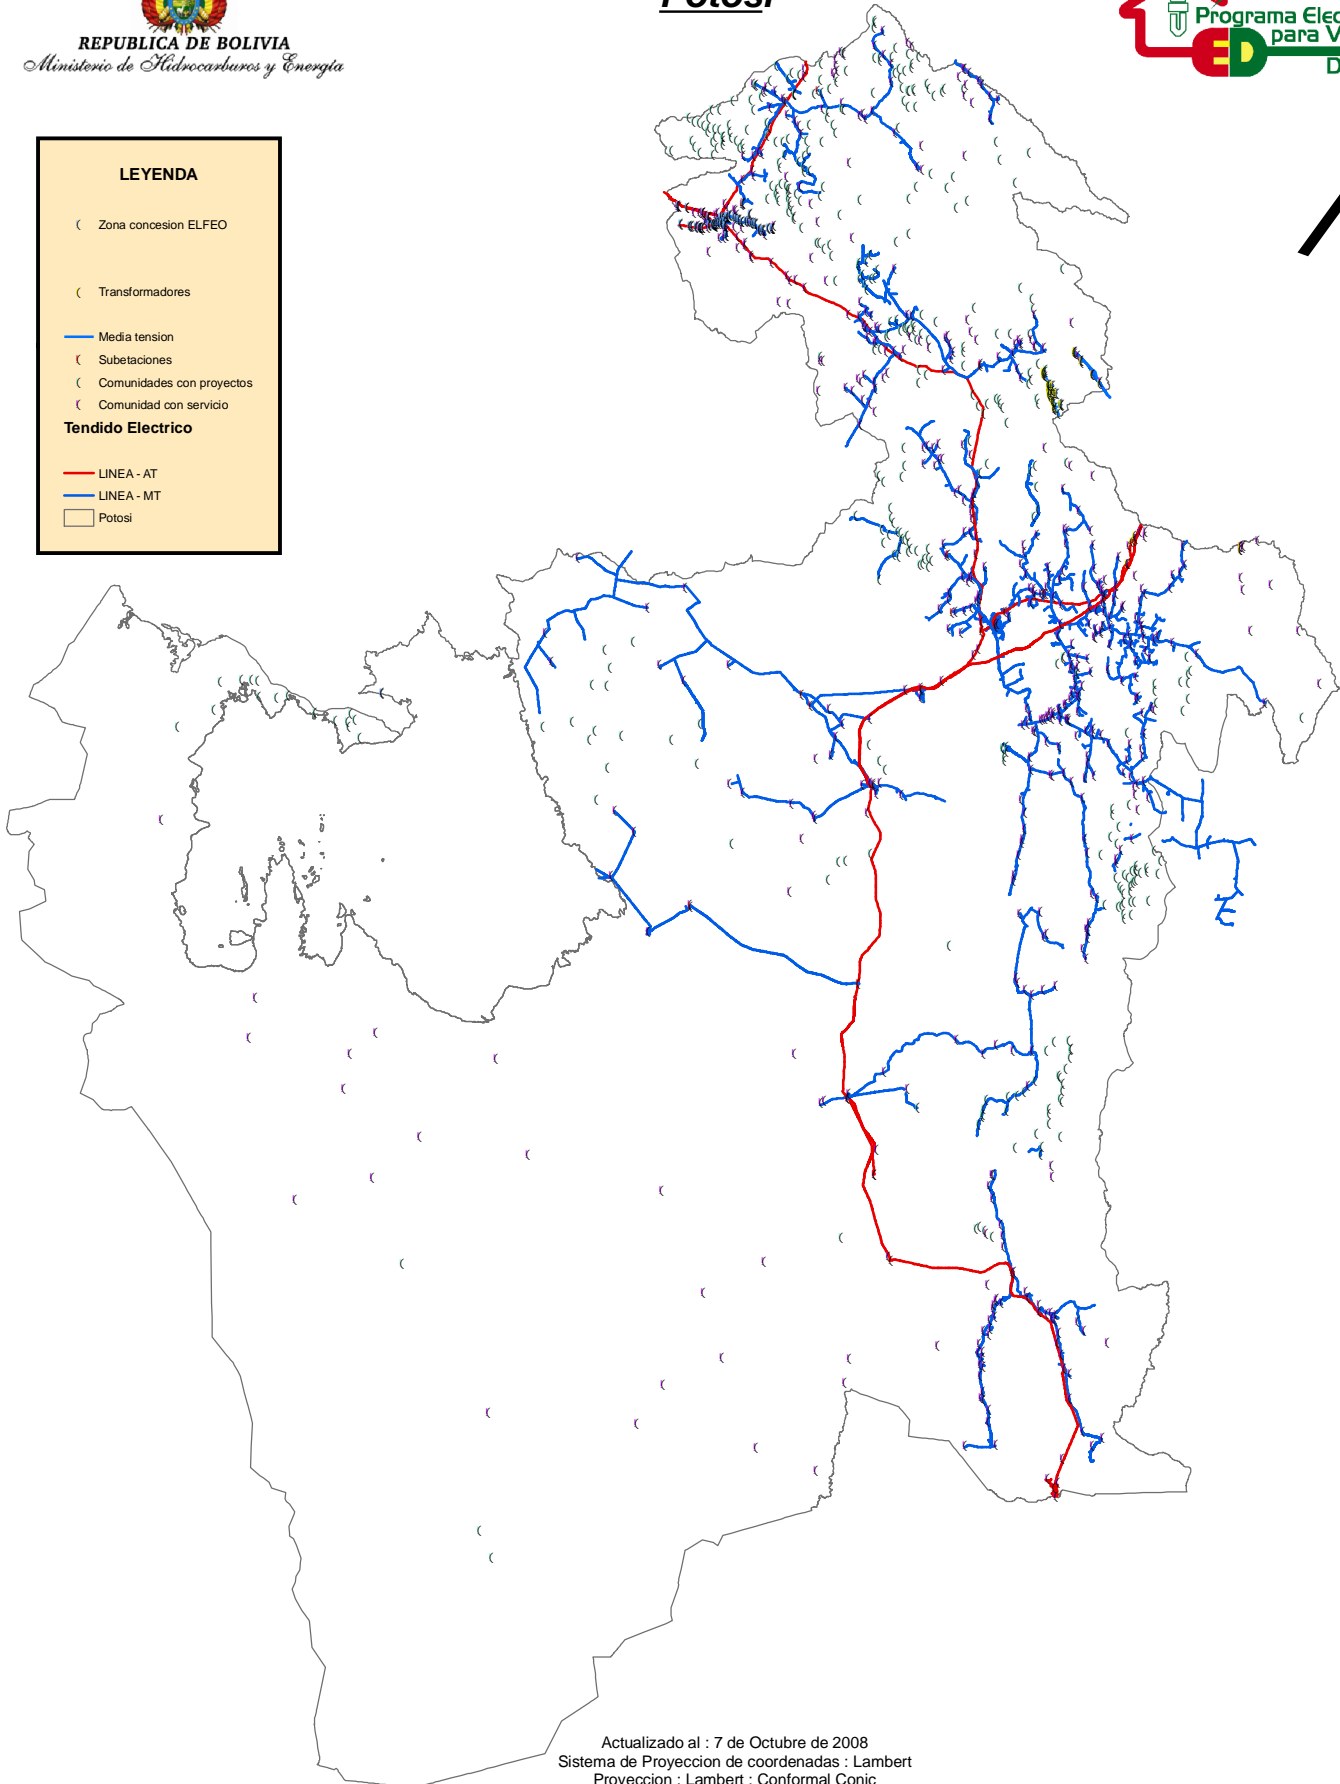 Potosi
REPUBLICA DE BOLIVIA
Ministerio de Hidrocarburos y Energía
Programa Elec
para V
D
LEYENDA
Zona concesion ELFEO
Transformadores
Media tension
Subetaciones
Comunidades con proyectos
Comunidad con servicio
Tendido Electrico
LINEA - AT
LINEA - MT
Potosi
Actualizado al : 7 de Octubre de 2008
Sistema de Proyeccion de coordenadas : Lambert
Proyeccion : Lambert : Conformal Conic